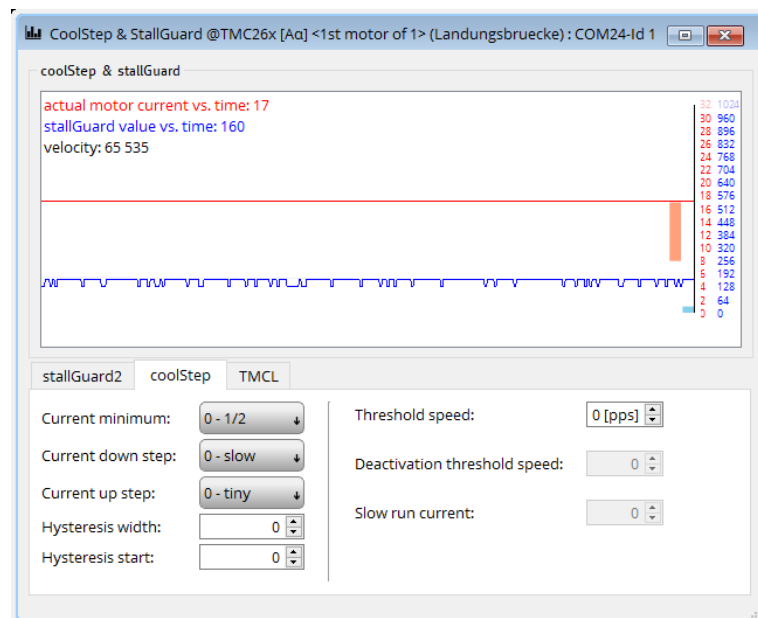 CoolStep & StallGuard @TMC26x [Aα] <1st motor of 1> (Landungsbruecke) : COM24-Id 1
coolStep & stallGuard
actual motor current vs. time: 17
stallGuard value vs. time: 160
velocity: 65 535
32 1024
30 960
28 896
26 832
24 768
22 704
20 640
18 576
16 512
14 448
12 384
10 320
8 256
6 192
4 128
2 64
0 0
stallGuard2 coolStep TMCL
Current minimum: 0 - 1/2
Current down step: 0 - slow
Current up step: 0 - tiny
Hysteresis width: 0
Hysteresis start: 0
Threshold speed: 0 [pps]
Deactivation threshold speed: 0
Slow run current: 0